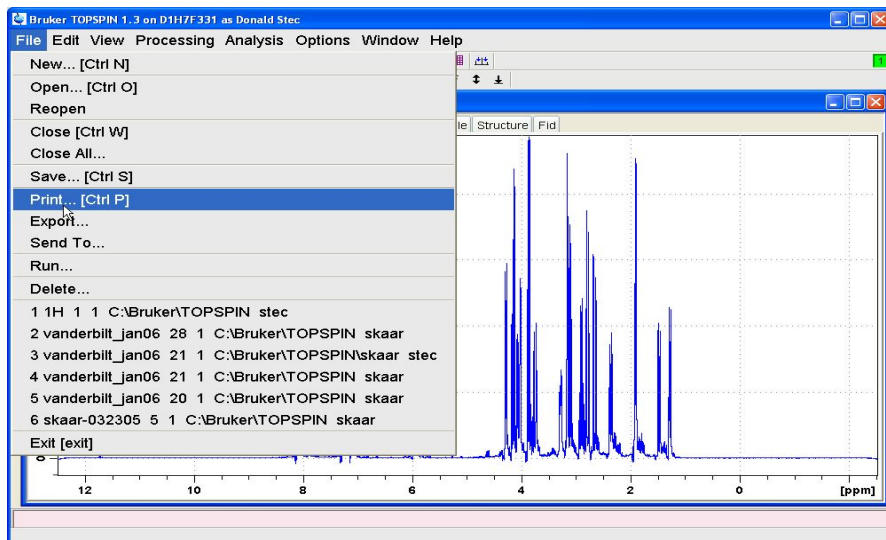 Bruker TOPSPIN 1.3 on D1H7F331 as Donald Stec
File Edit View Processing Analysis Options Window Help
New... [Ctrl N]
1
Open... [Ctrl O]
Reopen
Close [Ctrl W]
le Structure Fid
Close All...
Save... [Ctrl S]
Print... [Ctrl P]
Export...
Send To...
Run...
Delete...
1 1H 1 1 C:\Bruker\TOPSPIN stec
2 vanderbilt_jan06 28 1 C:\Bruker\TOPSPIN skaar
3 vanderbilt_jan06 21 1 C:\Bruker\TOPSPIN\skaar stec
4 vanderbilt_jan06 21 1 C:\Bruker\TOPSPIN skaar
5 vanderbilt_jan06 20 1 C:\Bruker\TOPSPIN skaar
6 skaar-032305 5 1 C:\Bruker\TOPSPIN skaar
Exit [exit]
0
12 10 8 6 4 2 0 [ppm]